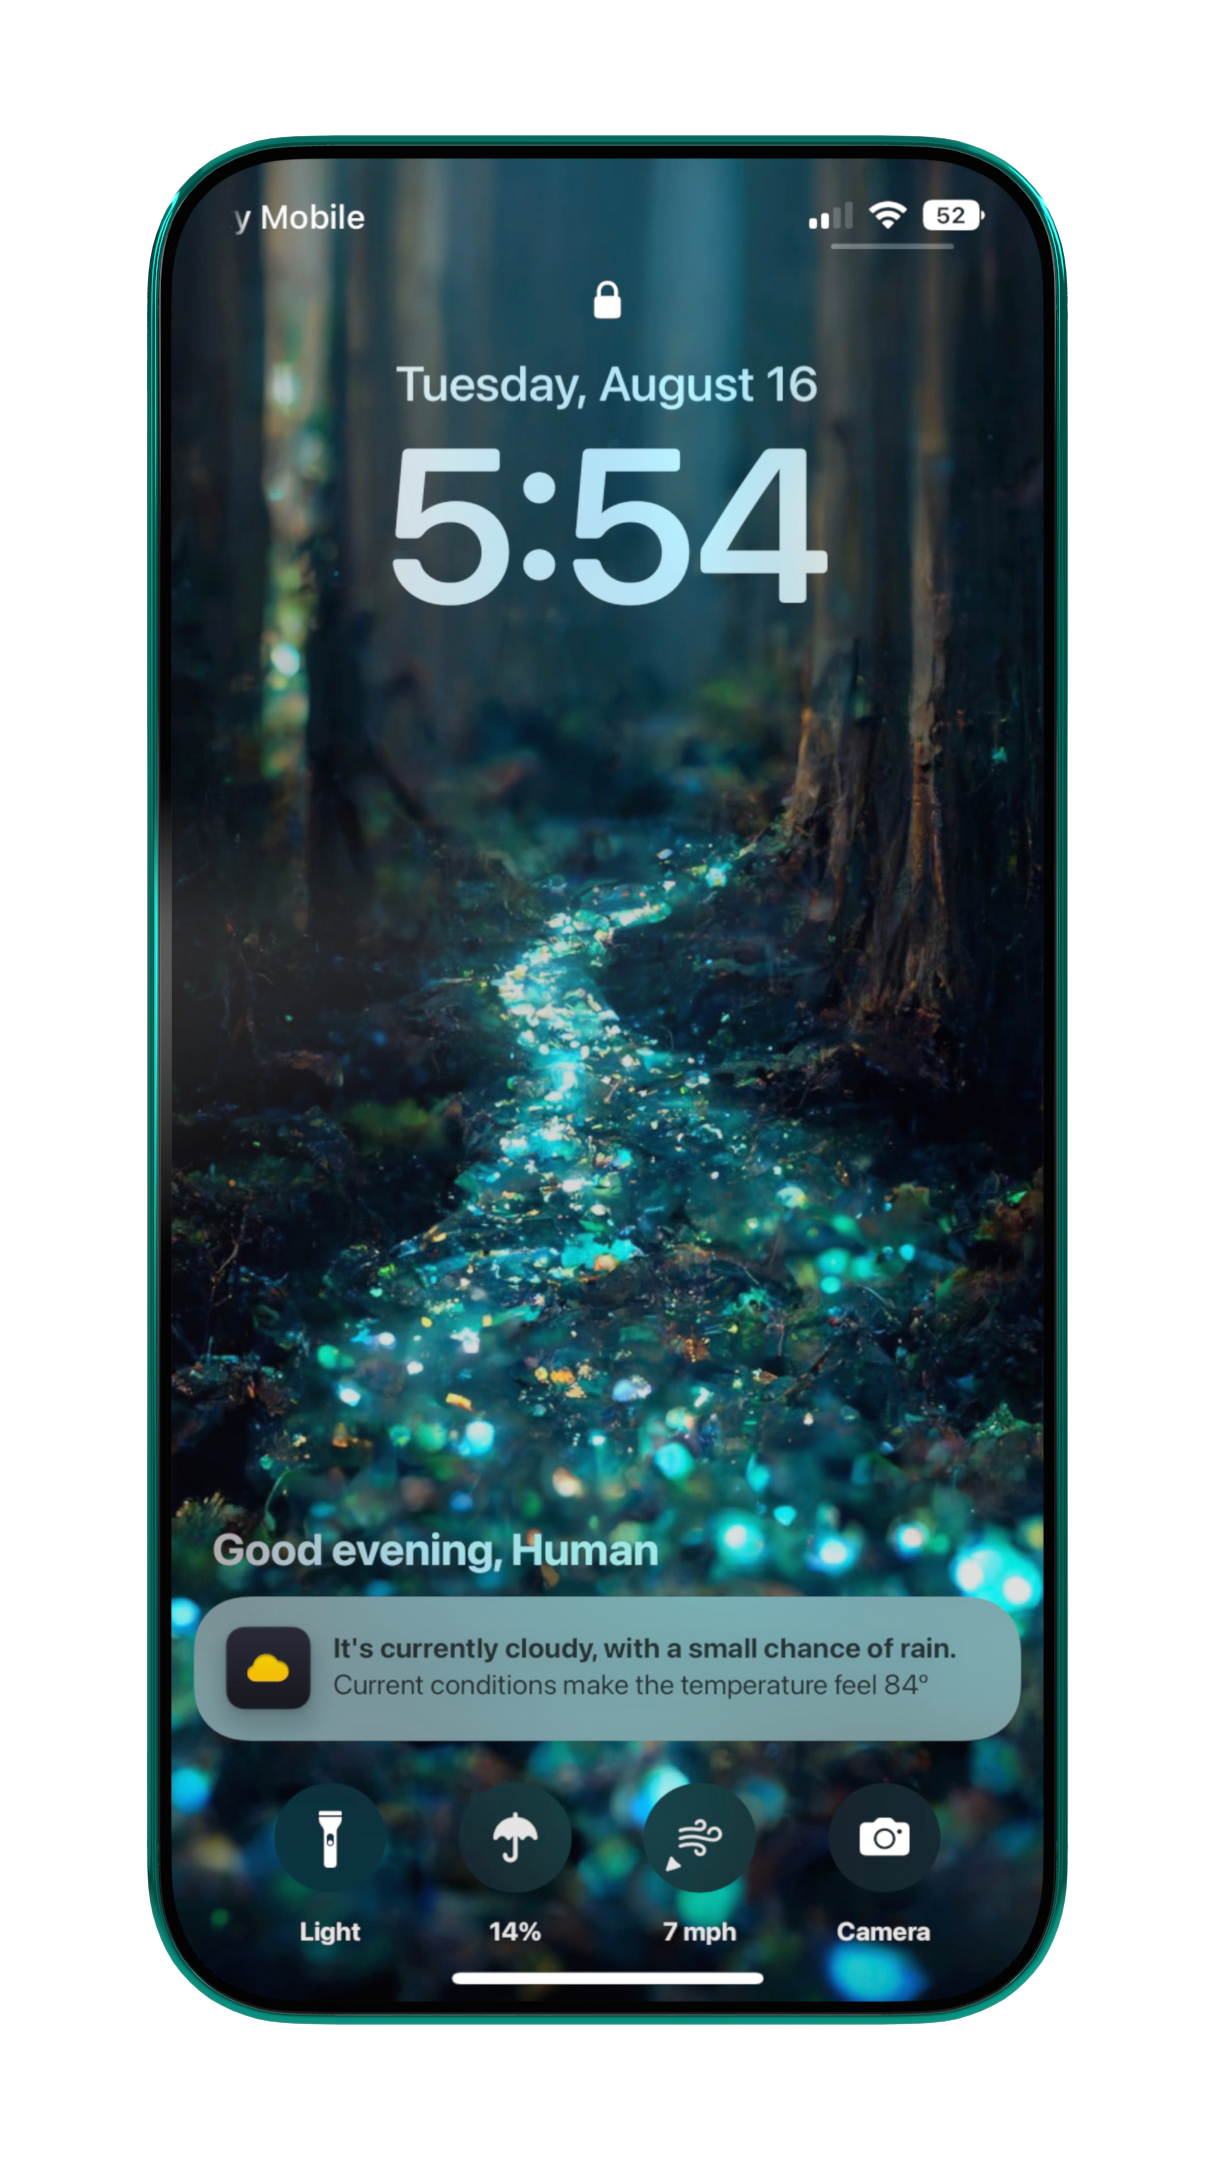 y Mobile
52
Tuesday, August 16
5:54
Good evening, Human
It's currently cloudy, with a small chance of rain.
Current conditions make the temperature feel 84°
Light
14%
7 mph
Camera